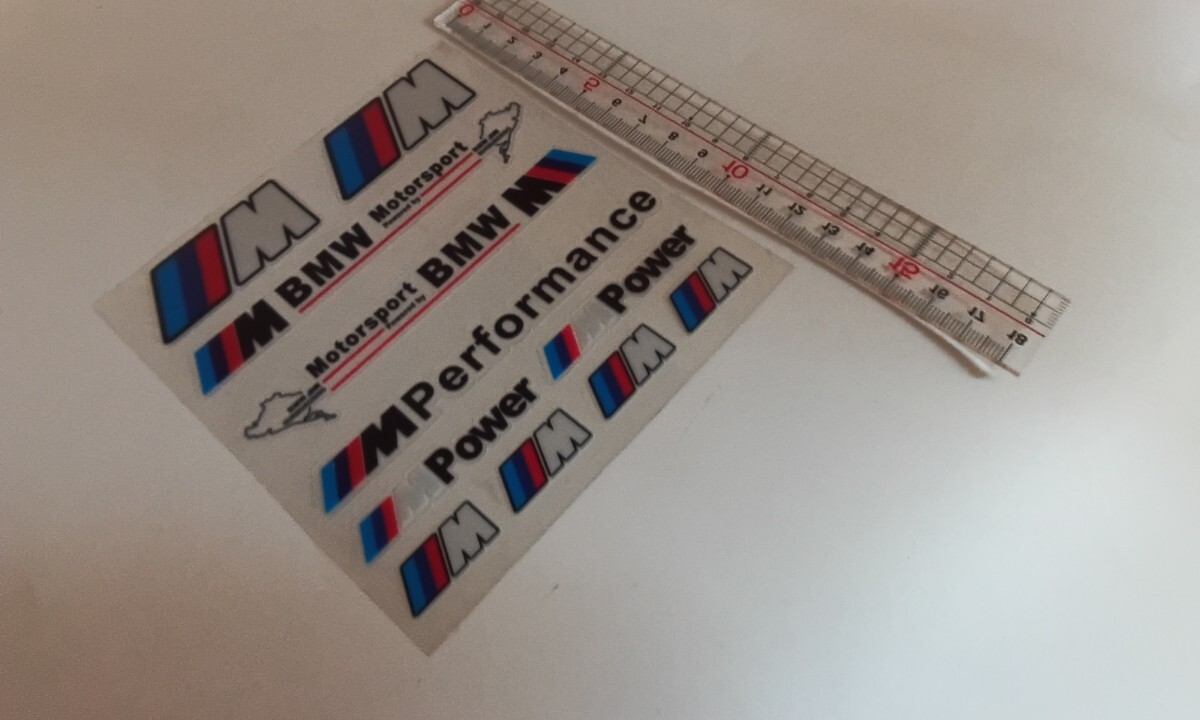 M
M
M BMW Motorsport
Powered by
Motorsport BMW M
Powered by
M Performance
M Power
M Power
M
M
M
M
0 1 2 3 4 5 6 7 8 9 10 11 12 13 14 15 16 17 18